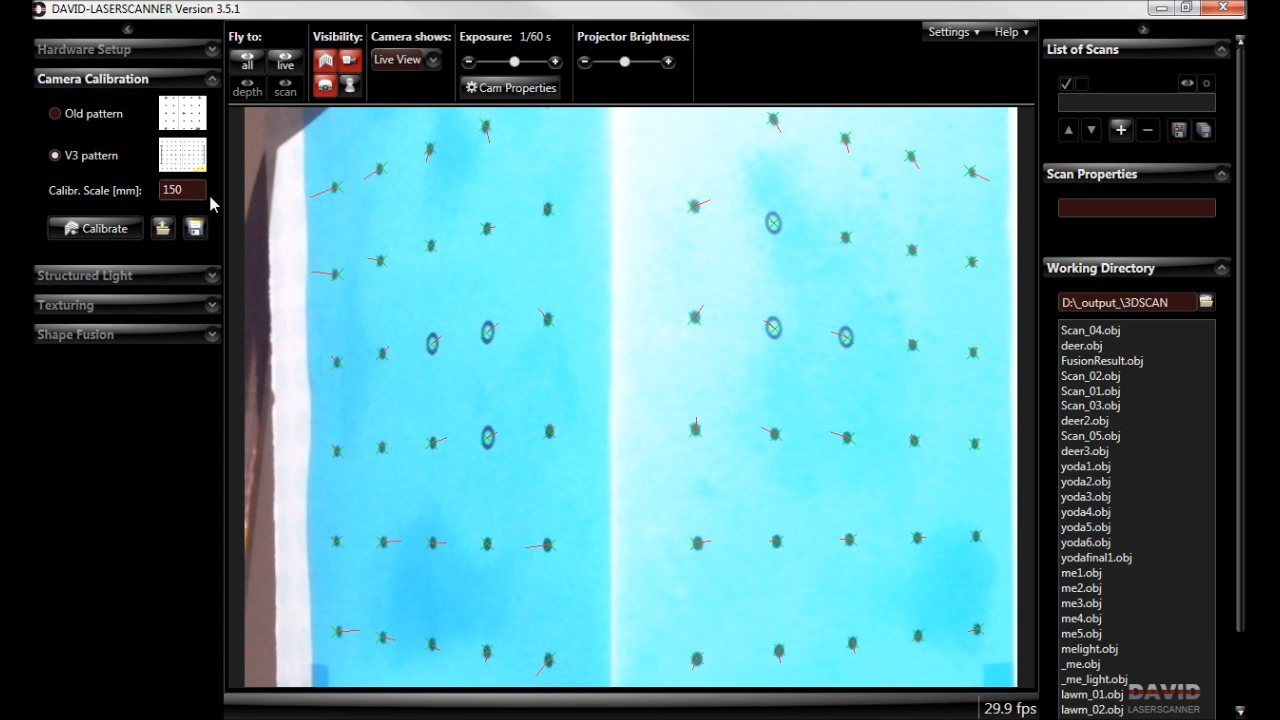 DAVID-LASERSCANNER Version 3.5.1
Hardware Setup
Camera Calibration
Old pattern
V3 pattern
Calibr. Scale [mm]: 150
Calibrate
Structured Light
Texturing
Shape Fusion
Fly to:
all
live
depth
scan
Visibility:
Camera shows:
Live View
Exposure: 1/60 s
Cam Properties
Projector Brightness:
Settings
Help
29.9 fps
List of Scans
Scan Properties
Working Directory
D:\_output_\3DSCAN
Scan_04.obj
deer.obj
FusionResult.obj
Scan_02.obj
Scan_01.obj
Scan_03.obj
deer2.obj
Scan_05.obj
deer3.obj
yoda1.obj
yoda2.obj
yoda3.obj
yoda4.obj
yoda5.obj
yoda6.obj
yodafinal1.obj
me1.obj
me2.obj
me3.obj
me4.obj
me5.obj
melight.obj
_me.obj
_me_light.obj
lawm_01.obj
lawm_02.obj
DAVID
LASERSCANNER